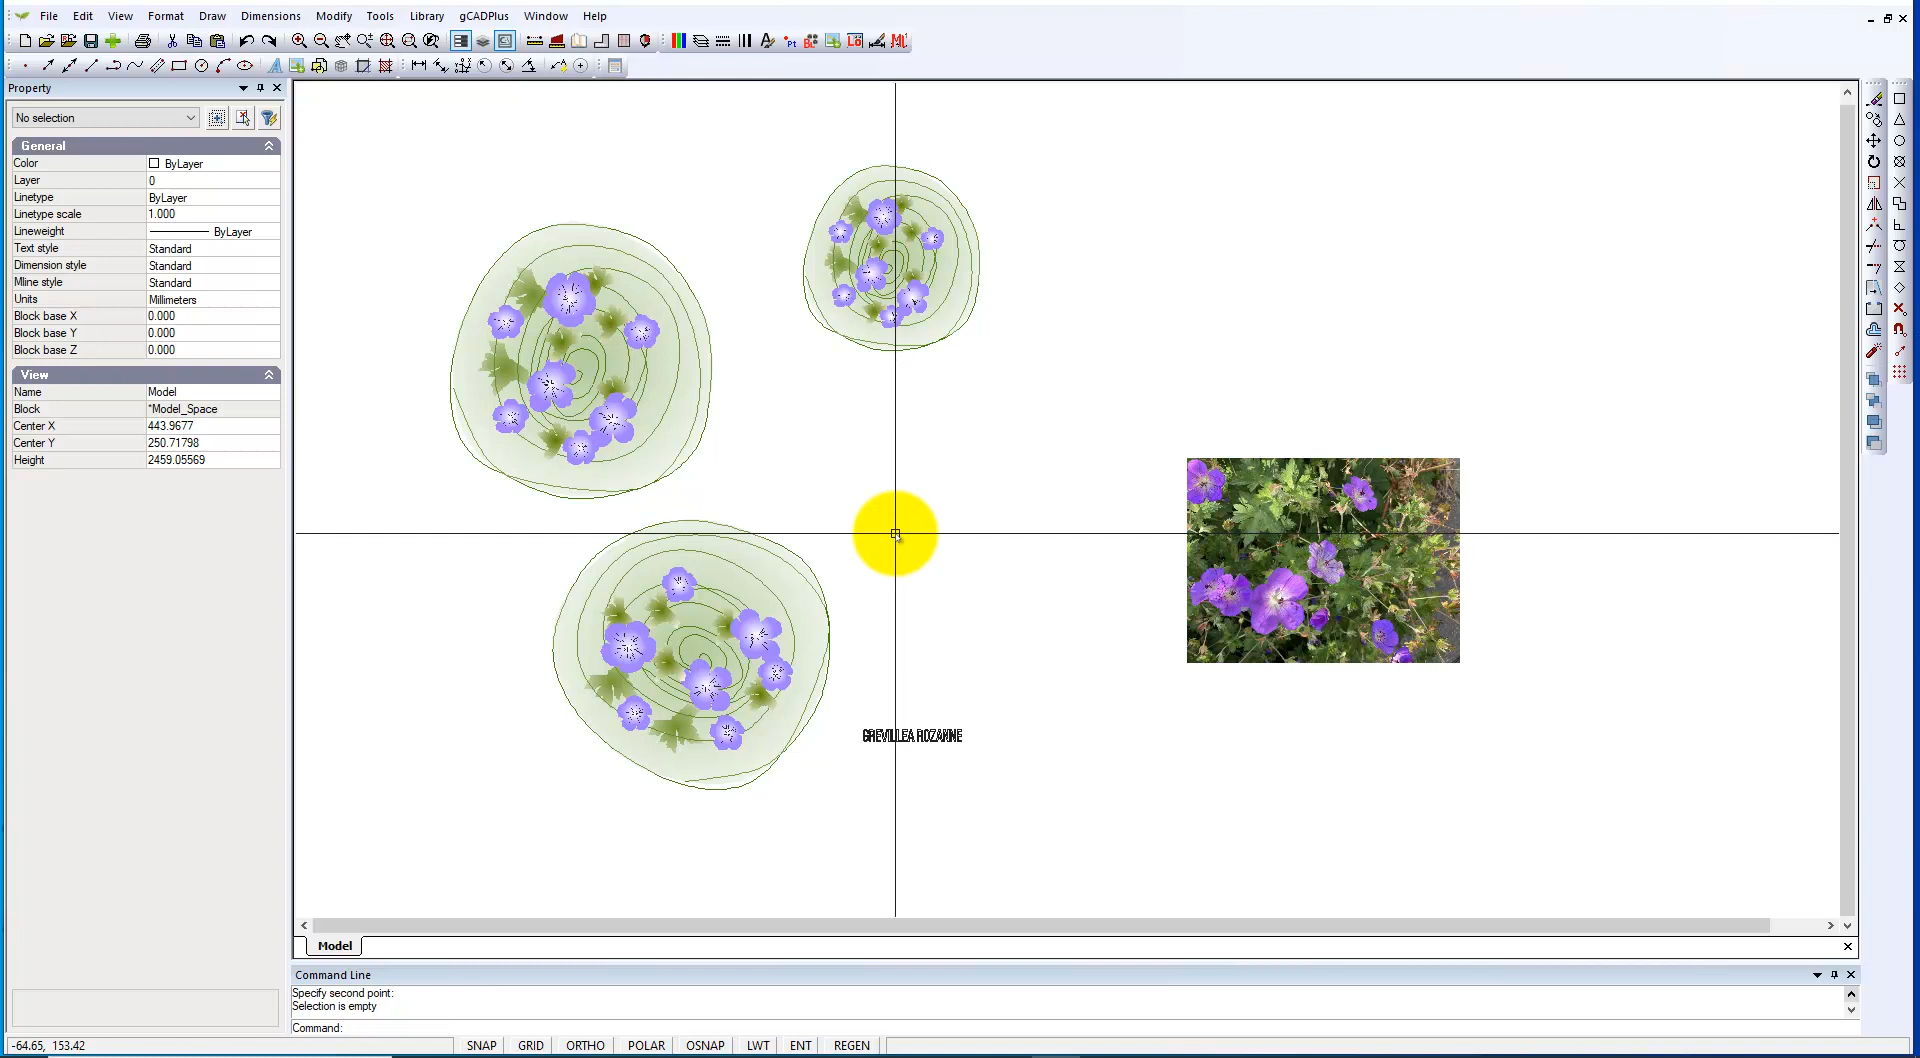 File Edit View Format Draw Dimensions Modify Tools Library gCADPlus Window Help
Property
No selection
General
Color ByLayer
Layer 0
Linetype ByLayer
Linetype scale 1.000
Lineweight ByLayer
Text style Standard
Dimension style Standard
Mline style Standard
Units Millimeters
Block base X 0.000
Block base Y 0.000
Block base Z 0.000
View
Name Model
Block *Model_Space
Center X 443.9677
Center Y 250.71798
Height 2459.05569
GREVILLEA ROZANNE
Model
Command Line
Specify second point:
Selection is empty
Command:
-64.65, 153.42 SNAP GRID ORTHO POLAR OSNAP LWT ENT REGEN